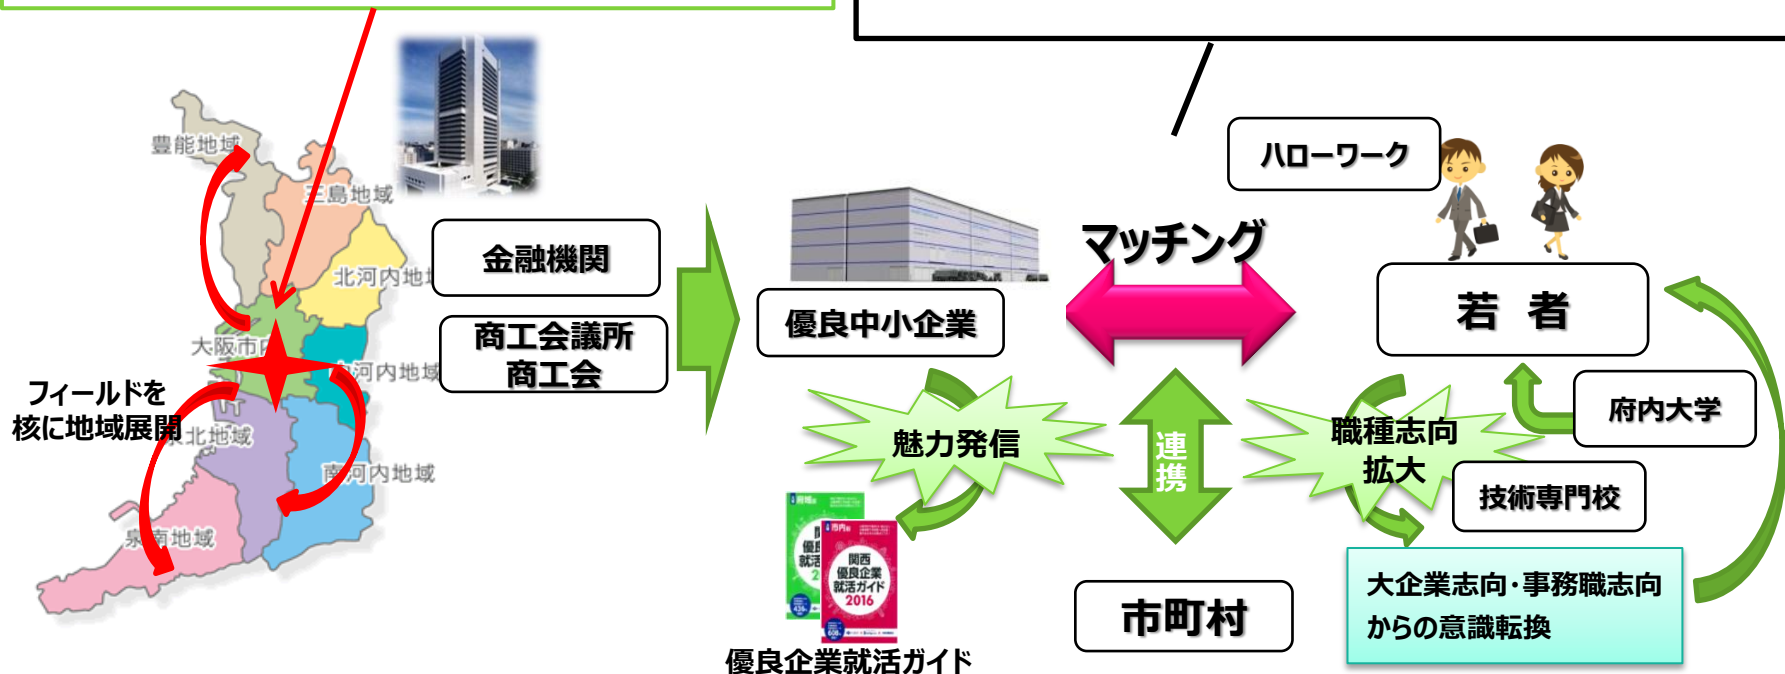 豊能地域
三島地域
北河内地域
大阪市内
中河内地域
泉北地域
南河内地域
泉南地域
フィールドを
核に地域展開
金融機関
商工会議所
商工会
優良中小企業
マッチング
ハローワーク
若 者
魅力発信
連携
職種志向
拡大
府内大学
技術専門校
大企業志向・事務職志向
からの意識転換
市町村
市内版
関西
優良企業
就活ガイド
2016
優良企業就活ガイド